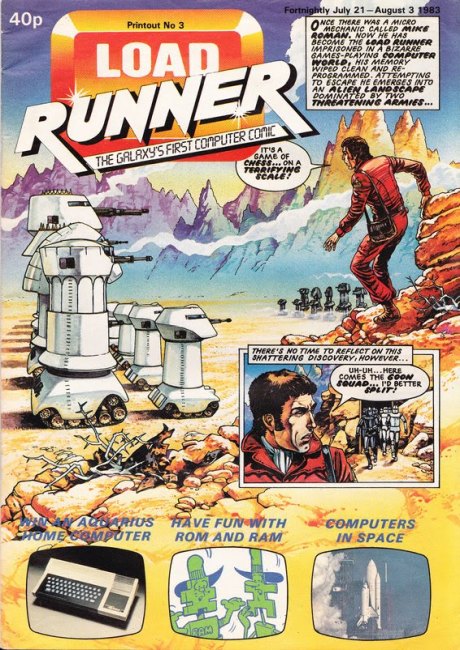 40p
Printout No 3
Fortnightly July 21 – August 3 1983
LOAD
RUNNER
THE GALAXY'S FIRST COMPUTER COMIC
ONCE THERE WAS A MICRO
MECHANIC CALLED MIKE
ROMAN. NOW HE HAS
BECOME THE LOAD RUNNER
IMPRISONED IN A BIZARRE
GAMES-PLAYING COMPUTER
WORLD, HIS MEMORY
WIPED CLEAN AND RE-
PROGRAMMED. ATTEMPTING
TO ESCAPE HE EMERGES INTO
AN ALIEN LANDSCAPE
DOMINATED BY TWO
THREATENING ARMIES...
IT'S A
GAME OF
CHESS... ON A
TERRIFYING
SCALE!
THERE'S NO TIME TO REFLECT ON THIS
SHATTERING DISCOVERY, HOWEVER...
UH-UH... HERE
COMES THE GOON
SQUAD... I'D BETTER
SPLIT!
WIN AN AQUARIUS
HOME COMPUTER
HAVE FUN WITH
ROM AND RAM
COMPUTERS
IN SPACE
RAM